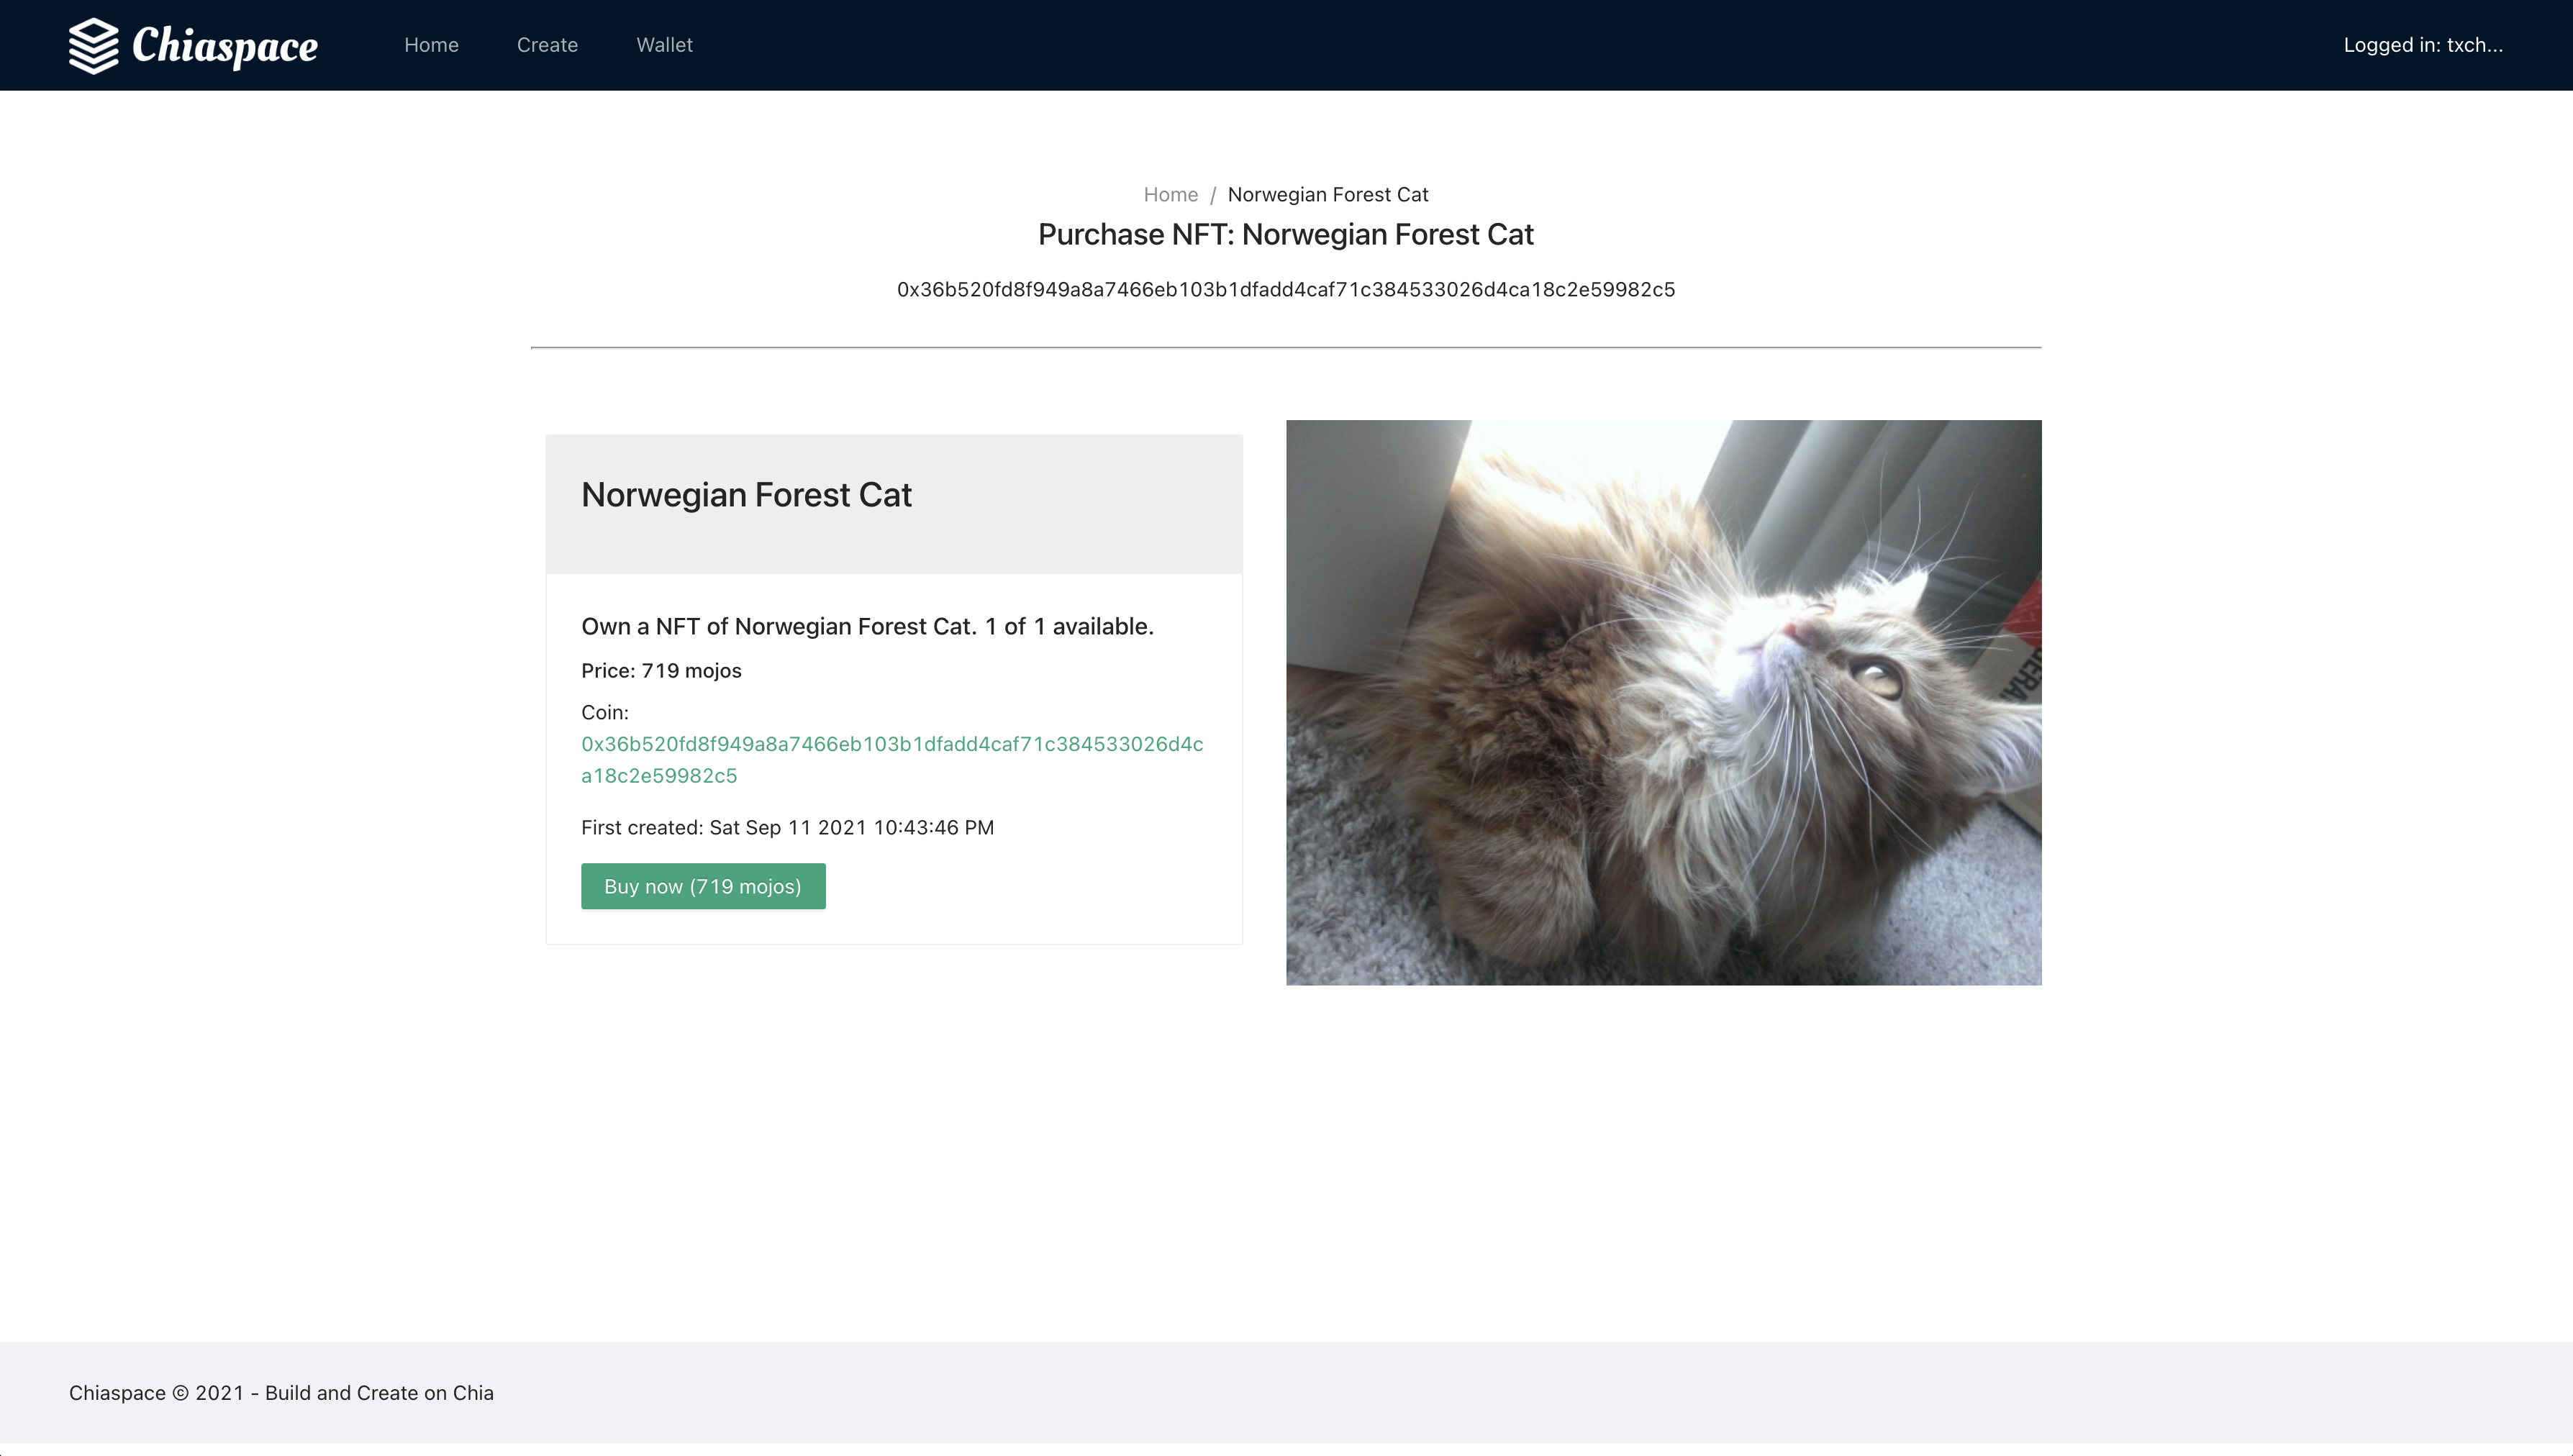 Chiaspace
Home
Create
Wallet
Logged in: txch...
Home / Norwegian Forest Cat
Purchase NFT: Norwegian Forest Cat
0x36b520fd8f949a8a7466eb103b1dfadd4caf71c384533026d4ca18c2e59982c5
Norwegian Forest Cat
Own a NFT of Norwegian Forest Cat. 1 of 1 available.
Price: 719 mojos
Coin:
0x36b520fd8f949a8a7466eb103b1dfadd4caf71c384533026d4c
a18c2e59982c5
First created: Sat Sep 11 2021 10:43:46 PM
Buy now (719 mojos)
Chiaspace © 2021 - Build and Create on Chia